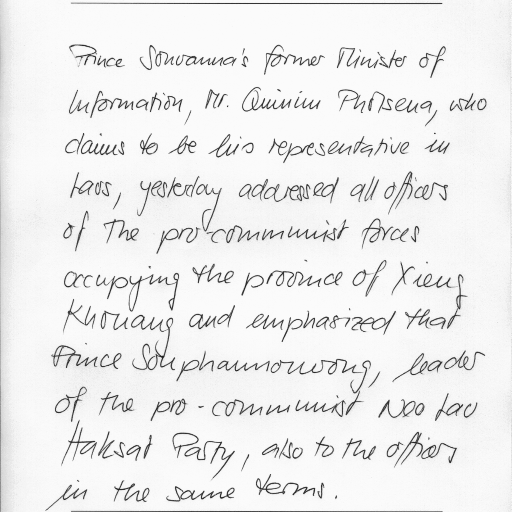 Prince Souvanna's former Minister of
Information, Mr. Quinim Pholsena, who
claims to be his representative in
Laos, yesterday addressed all officers
of the pro-communist forces
occupying the province of Xieng
Khouang and emphasized that
Prince Souphannouvong, leader
of the pro-communist Neo Lao
Haksat Party, also to the officers
in the same terms.